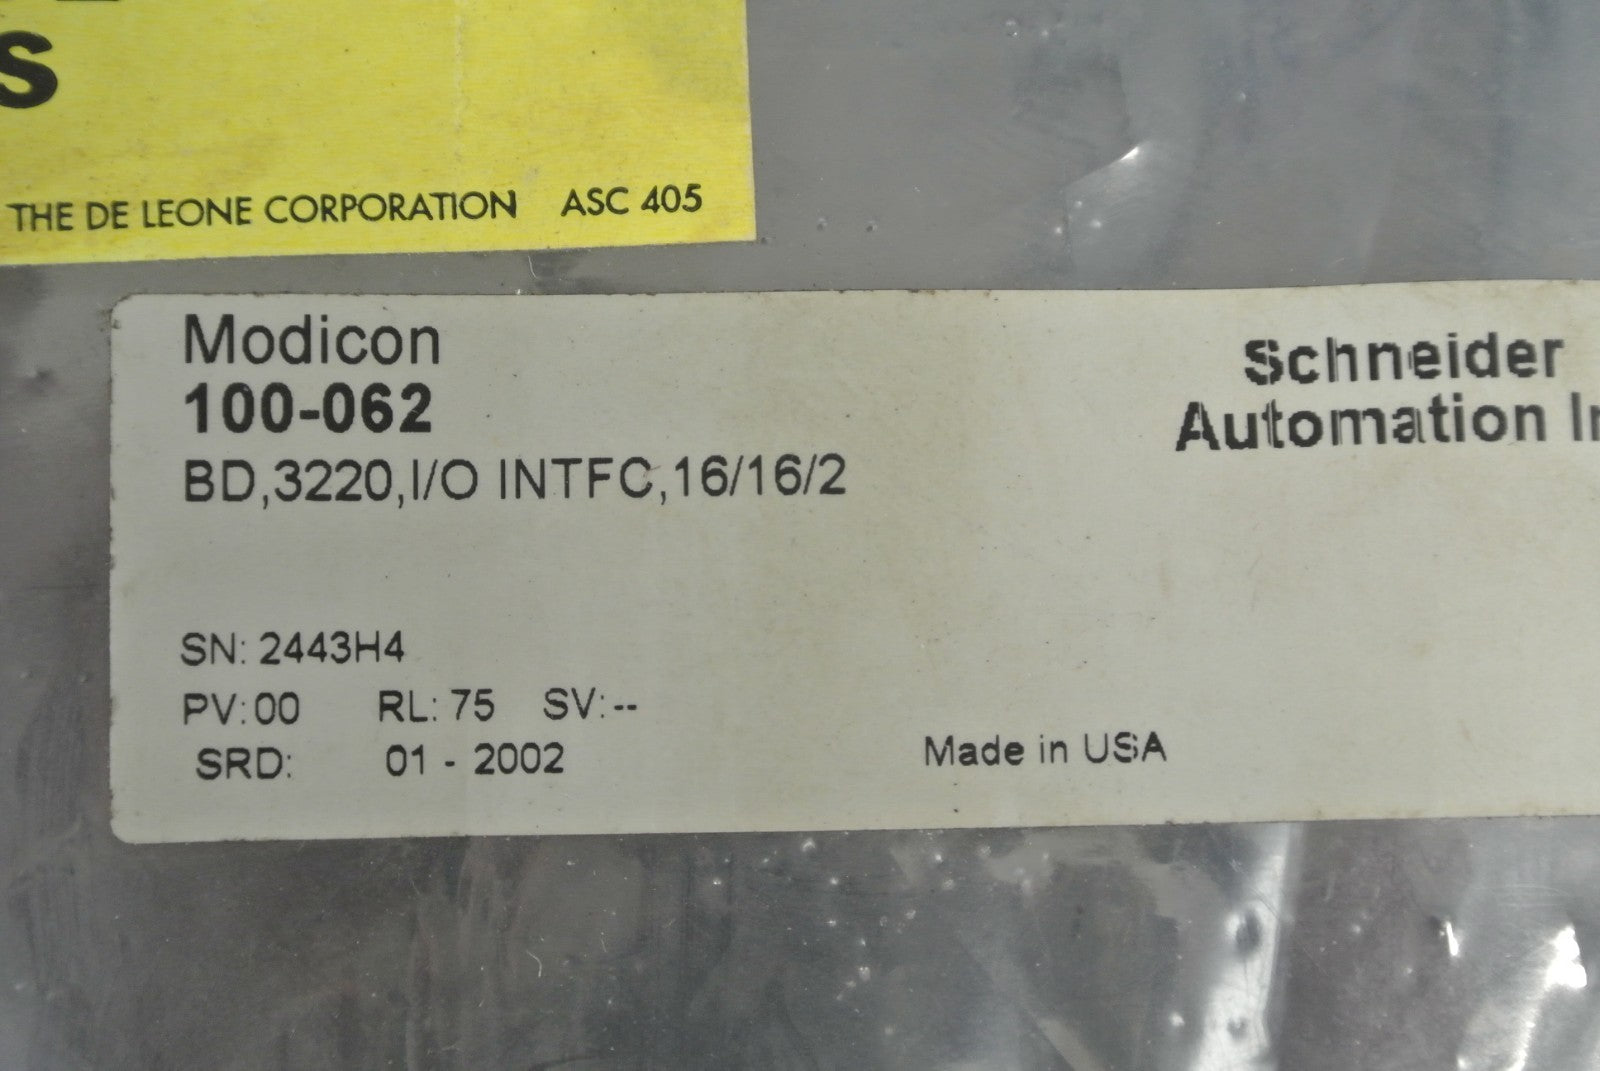 S
THE DE LEONE CORPORATION ASC 405
Modicon
100-062
BD,3220,I/O INTFC,16/16/2
Schneider
Automation
SN: 2443H4
PV:00 RL: 75 SV:--
SRD: 01 - 2002
Made in USA